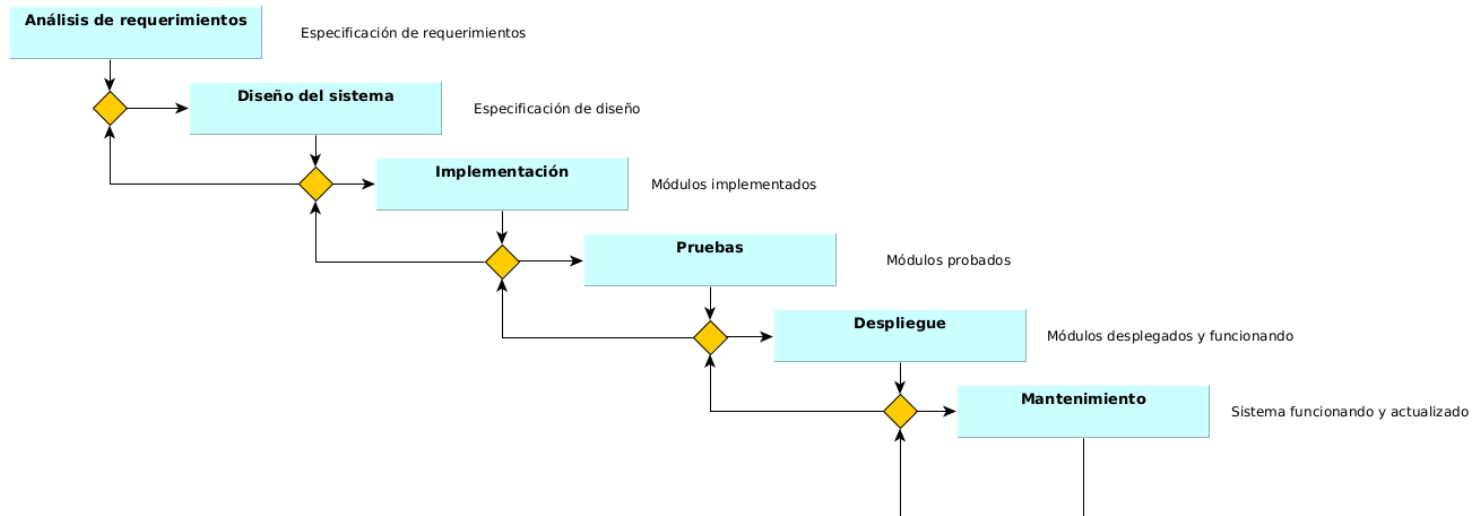 Análisis de requerimientos
Especificación de requerimientos
Diseño del sistema
Especificación de diseño
Implementación
Módulos implementados
Pruebas
Módulos probados
Despliegue
Módulos desplegados y funcionando
Mantenimiento
Sistema funcionando y actualizado